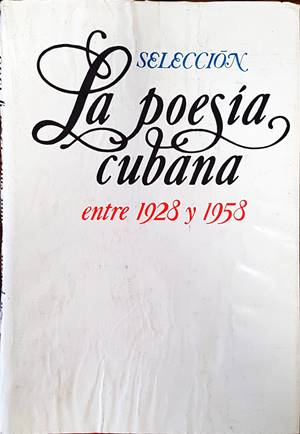 SELECCIÓN
La poesía
cubana
entre 1928 y 1958